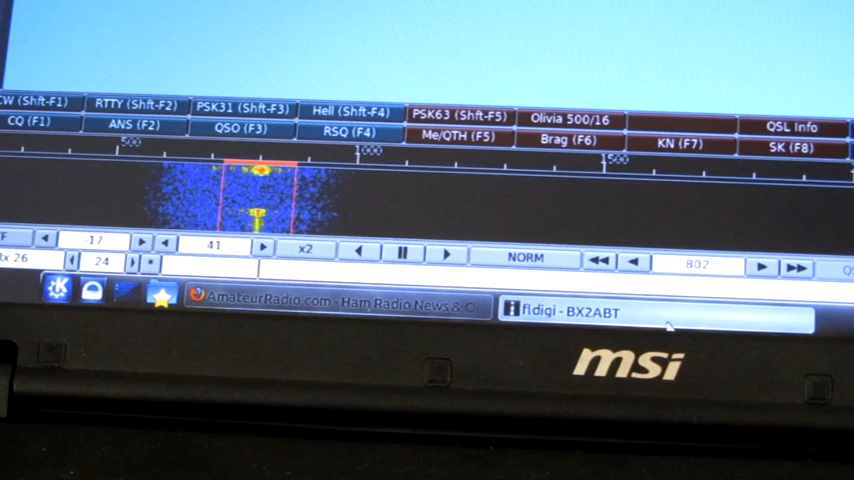 CW (Shft-F1) RTTY (Shft-F2) PSK31 (Shft-F3) Hell (Shft-F4) PSK63 (Shft-F5) Olivia 500/16 QSL Info
CQ (F1) ANS (F2) QSO (F3) RSQ (F4) Me/QTH (F5) Brag (F6) KN (F7) SK (F8)
500 1000 1500
-17 41 x2 NORM 802
Rx 26 24 *
AmateurRadio.com - Ham Radio News & O
fldigi - BX2ABT
msi